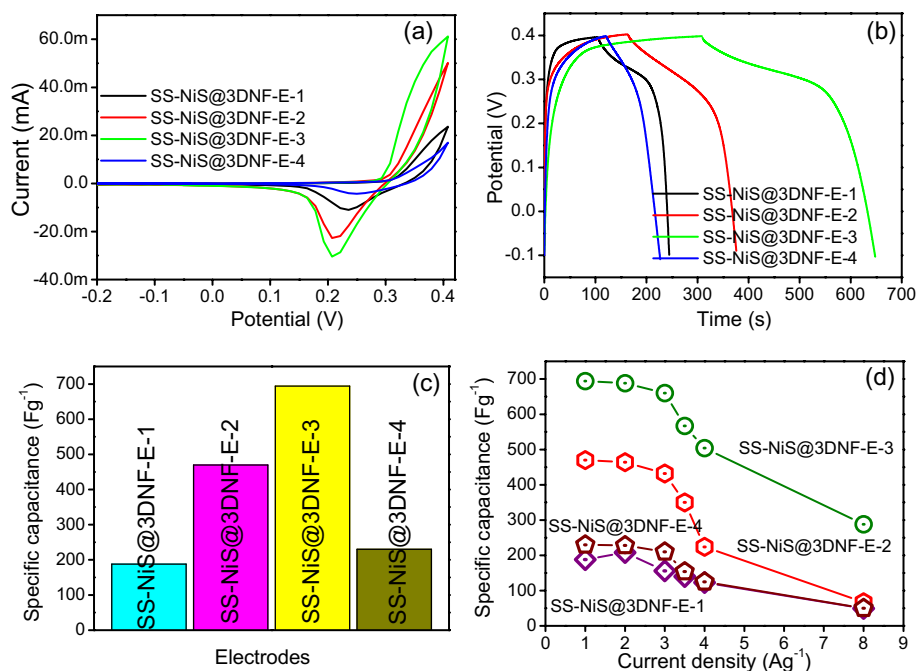 (a)
60.0m
40.0m
20.0m
0.0
-20.0m
-40.0m
Current (mA)
SS-NiS@3DNF-E-1
SS-NiS@3DNF-E-2
SS-NiS@3DNF-E-3
SS-NiS@3DNF-E-4
-0.2 0.0 0.1 0.2 0.3 0.4
Potential (V)
(b)
0.4
0.3
0.2
0.1
0.0
-0.1
Potential (V)
SS-NiS@3DNF-E-1
SS-NiS@3DNF-E-2
SS-NiS@3DNF-E-3
SS-NiS@3DNF-E-4
0 100 200 300 400 500 600 700
Time (s)
(c)
700
600
500
400
300
200
100
0
Specific capacitance (Fg⁻¹)
SS-NiS@3DNF-E-1
SS-NiS@3DNF-E-2
SS-NiS@3DNF-E-3
SS-NiS@3DNF-E-4
Electrodes
(d)
700
600
500
400
300
200
100
0
Specific capacitance (Fg⁻¹)
SS-NiS@3DNF-E-3
SS-NiS@3DNF-E-4
SS-NiS@3DNF-E-2
SS-NiS@3DNF-E-1
0 1 2 3 4 5 6 7 8 9
Current density (Ag⁻¹)